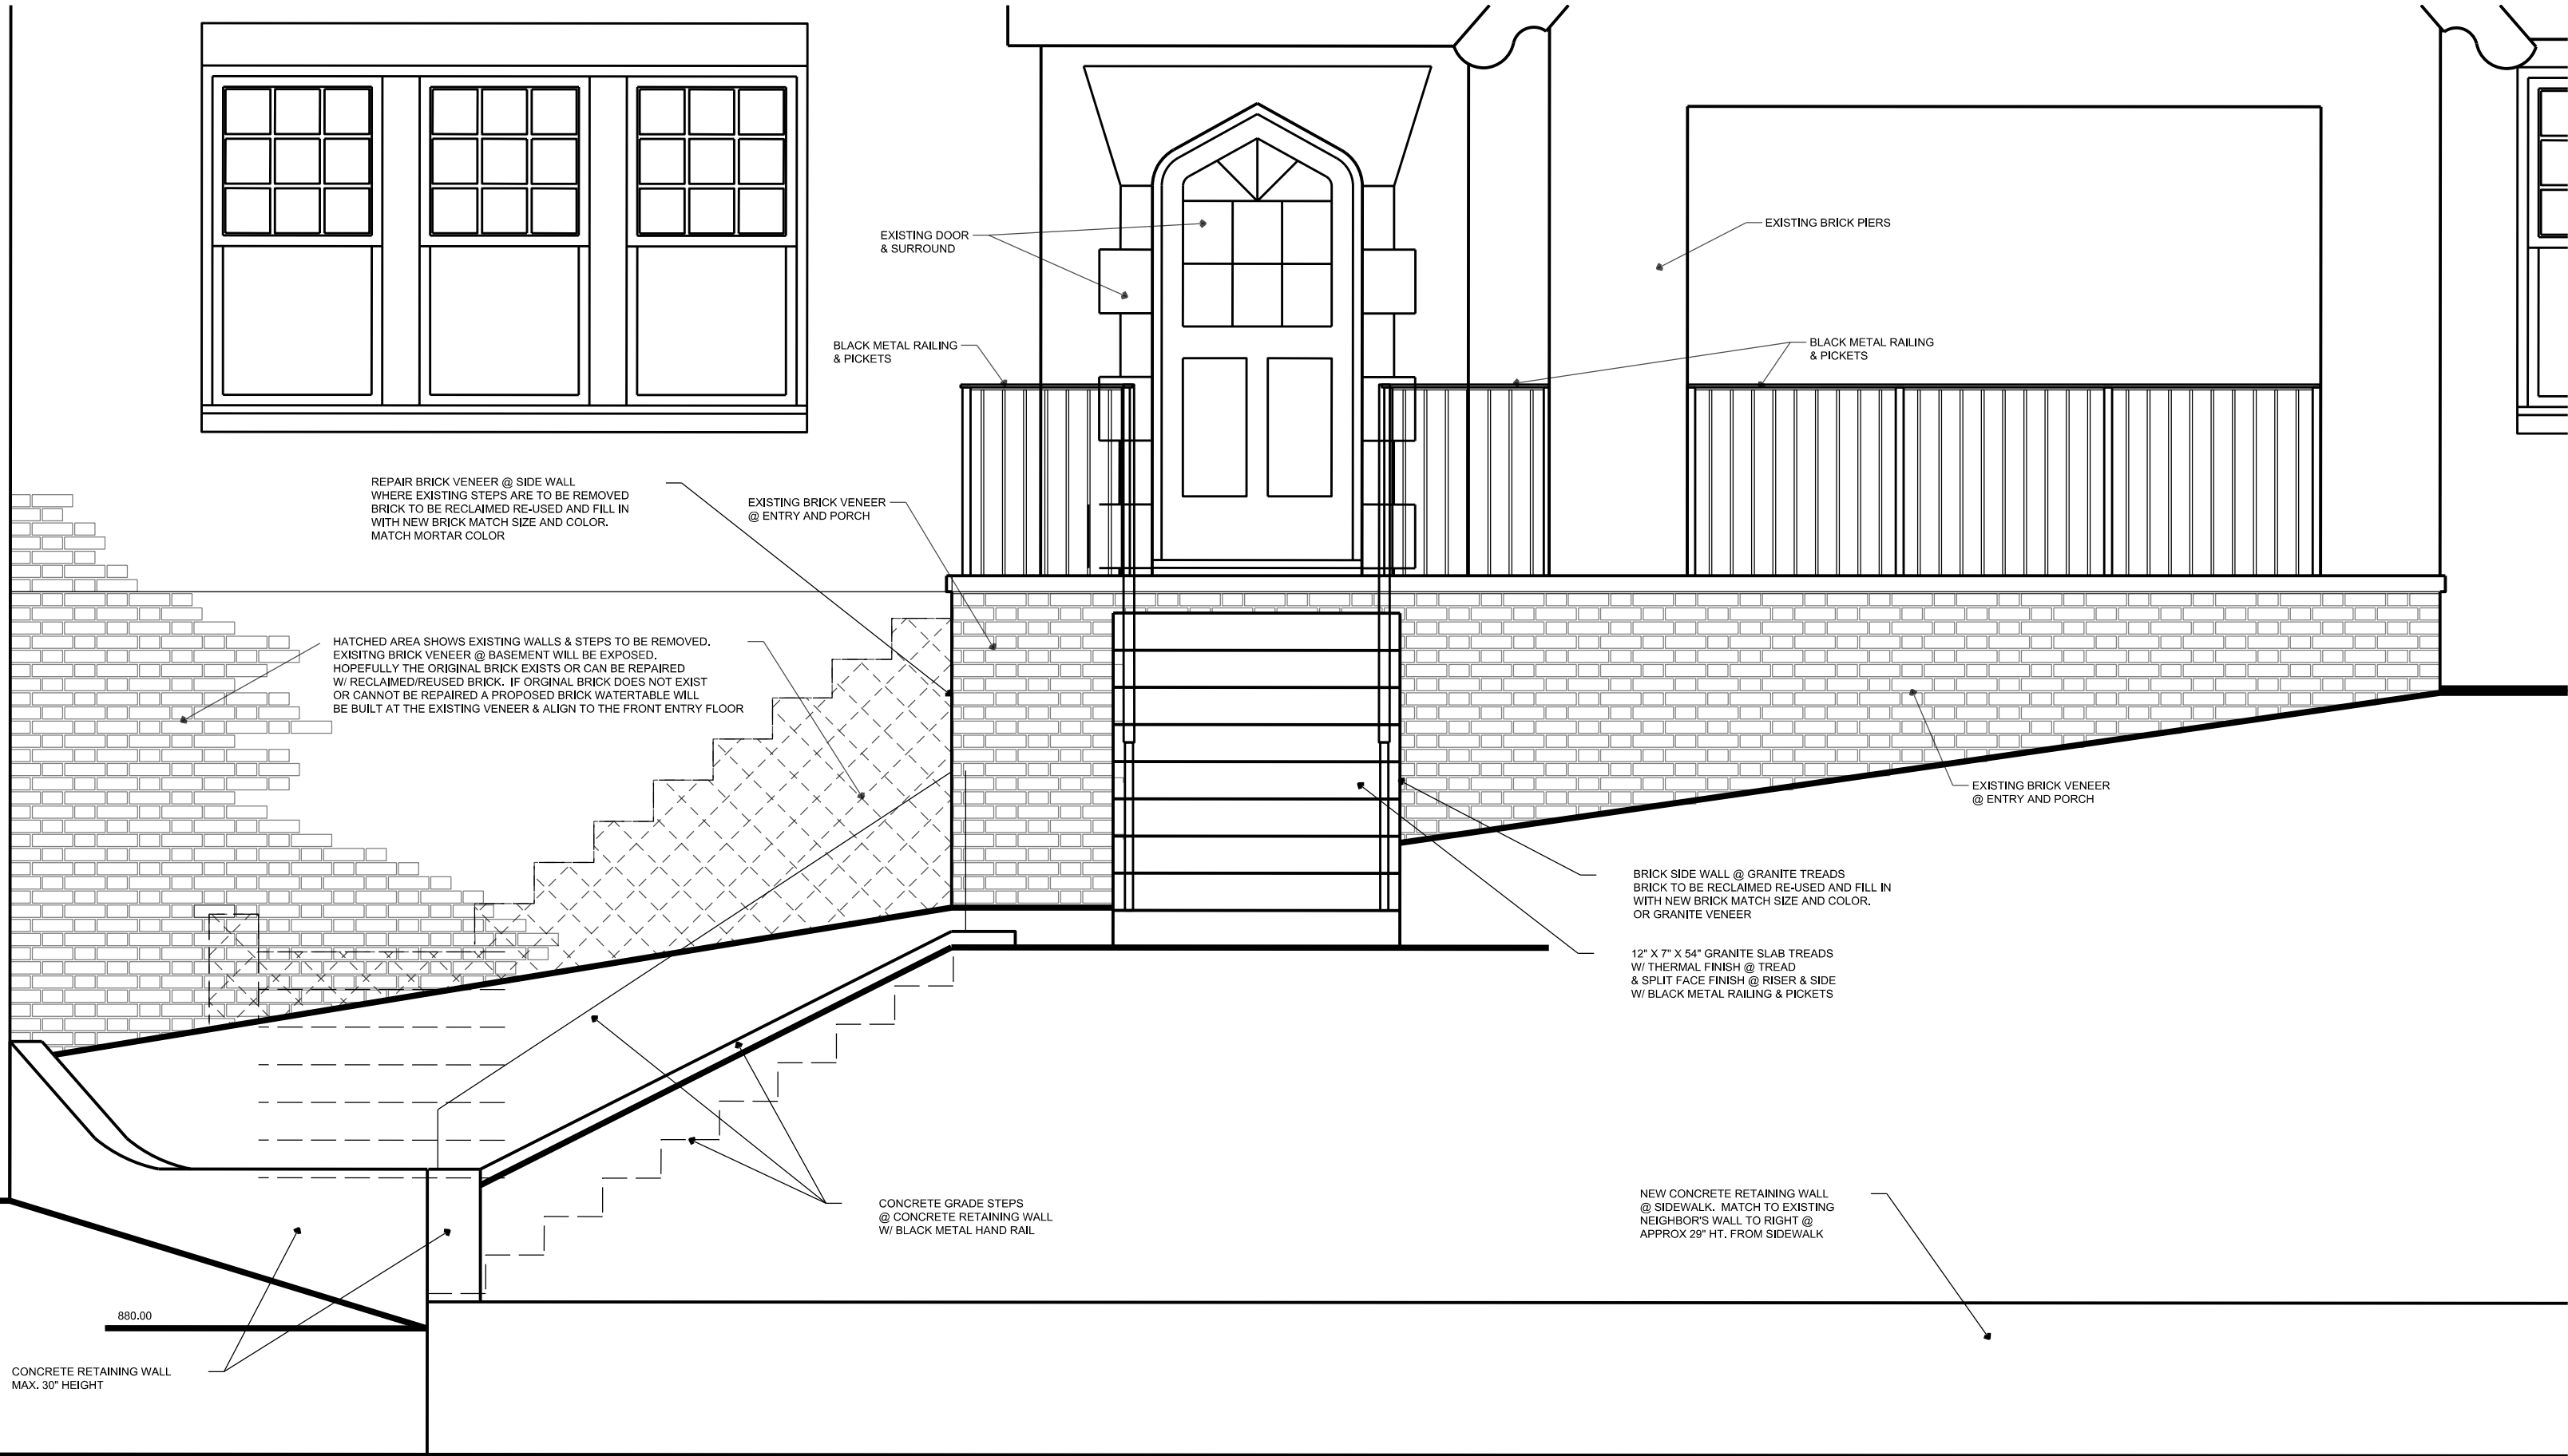 EXISTING DOOR
& SURROUND
EXISTING BRICK PIERS
BLACK METAL RAILING
& PICKETS
BLACK METAL RAILING
& PICKETS
REPAIR BRICK VENEER @ SIDE WALL
WHERE EXISTING STEPS ARE TO BE REMOVED
BRICK TO BE RECLAIMED RE-USED AND FILL IN
WITH NEW BRICK MATCH SIZE AND COLOR.
MATCH MORTAR COLOR
EXISTING BRICK VENEER
@ ENTRY AND PORCH
HATCHED AREA SHOWS EXISTING WALLS & STEPS TO BE REMOVED.
EXISITNG BRICK VENEER @ BASEMENT WILL BE EXPOSED.
HOPEFULLY THE ORIGINAL BRICK EXISTS OR CAN BE REPAIRED
W/ RECLAIMED/REUSED BRICK.  IF ORGINAL BRICK DOES NOT EXIST
OR CANNOT BE REPAIRED A PROPOSED BRICK WATERTABLE WILL
BE BUILT AT THE EXISTING VENEER & ALIGN TO THE FRONT ENTRY FLOOR
EXISTING BRICK VENEER
@ ENTRY AND PORCH
BRICK SIDE WALL @ GRANITE TREADS
BRICK TO BE RECLAIMED RE-USED AND FILL IN
WITH NEW BRICK MATCH SIZE AND COLOR.
OR GRANITE VENEER
12" X 7" X 54" GRANITE SLAB TREADS
W/ THERMAL FINISH @ TREAD
& SPLIT FACE FINISH @ RISER & SIDE
W/ BLACK METAL RAILING & PICKETS
CONCRETE GRADE STEPS
@ CONCRETE RETAINING WALL
W/ BLACK METAL HAND RAIL
NEW CONCRETE RETAINING WALL
@ SIDEWALK.  MATCH TO EXISTING
NEIGHBOR'S WALL TO RIGHT @
APPROX 29" HT. FROM SIDEWALK
880.00
CONCRETE RETAINING WALL
MAX. 30" HEIGHT